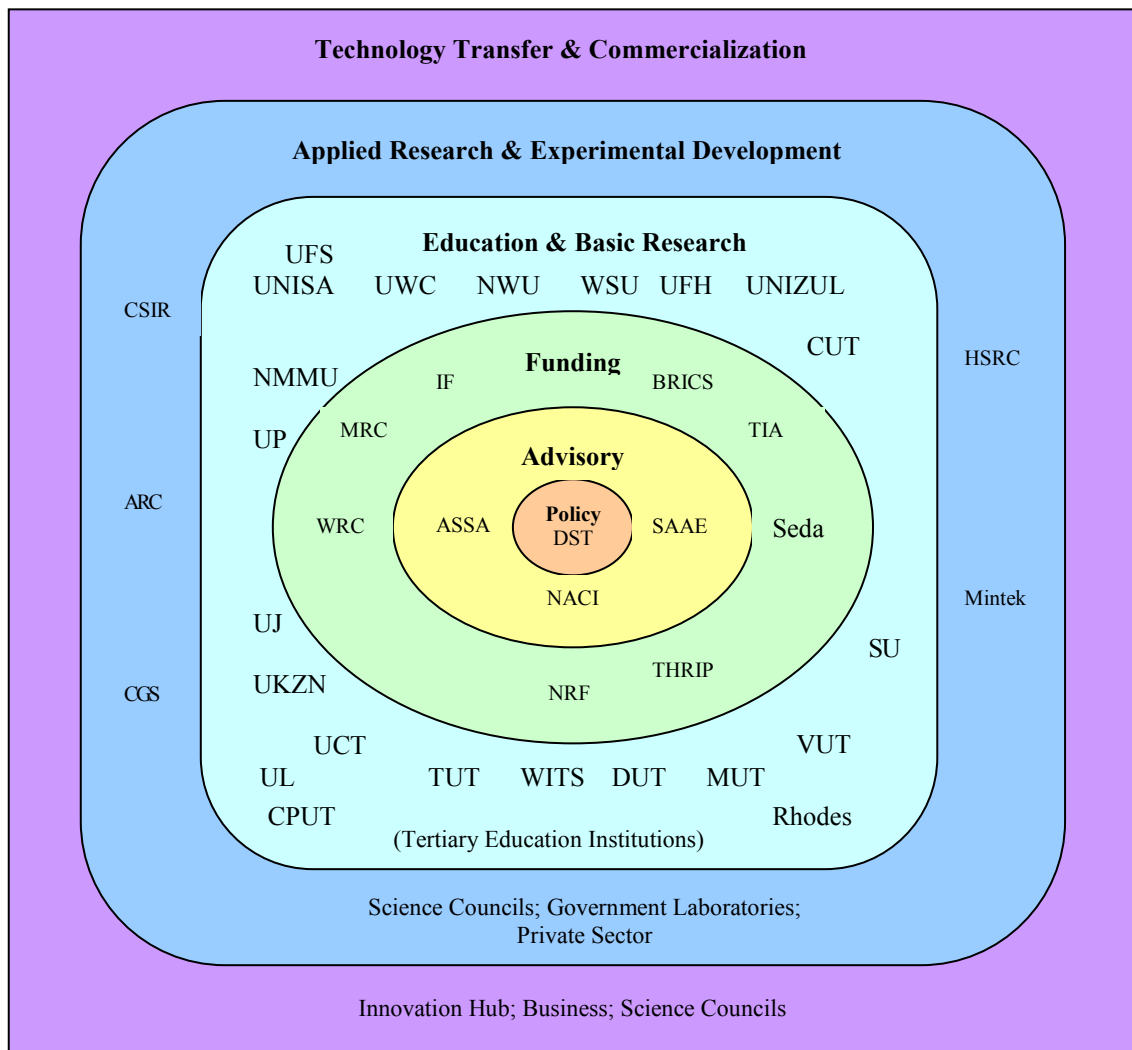 Technology Transfer & Commercialization
Applied Research & Experimental Development
Education & Basic Research
UFS
UNISA UWC NWU WSU UFH UNIZUL
CSIR
CUT
HSRC
Funding
NMMU
IF
BRICS
MRC
TIA
UP
Advisory
ARC
Policy
WRC
ASSA
SAAE
Seda
DST
NACI
Mintek
UJ
SU
THRIP
UKZN
NRF
CGS
UCT
VUT
UL
TUT WITS DUT MUT
CPUT
Rhodes
(Tertiary Education Institutions)
Science Councils; Government Laboratories;
Private Sector
Innovation Hub; Business; Science Councils